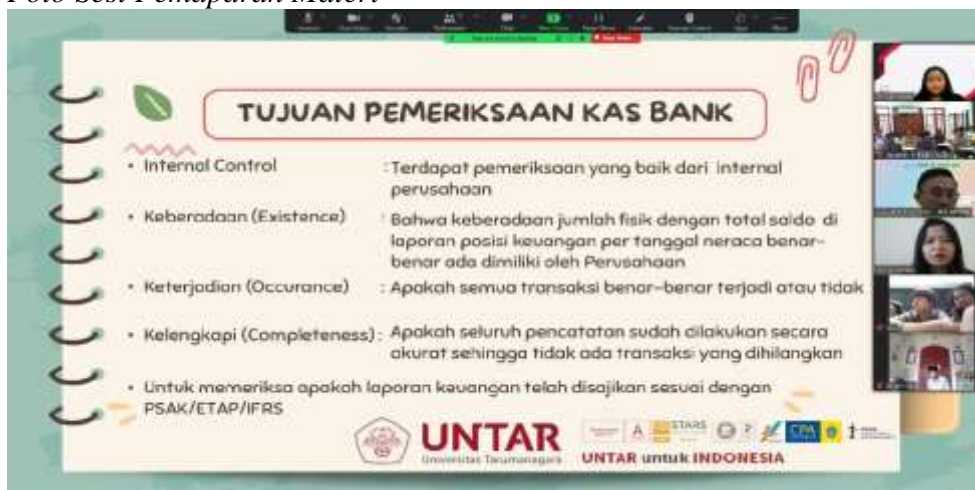 Foto Sesi Pemaparan Materi
TUJUAN PEMERIKSAAN KAS BANK
• Internal Control : Terdapat pemeriksaan yang baik dari internal
perusahaan
• Keberadaan (Existence) : Bahwa keberadaan jumlah fisik dengan total saldo di
laporan posisi keuangan per tanggal neraca benar-
benar ada dimiliki oleh Perusahaan
• Keterjadian (Occurance) : Apakah semua transaksi benar-benar terjadi atau tidak
• Kelengkapi (Completeness) : Apakah seluruh pencatatan sudah dilakukan secara
akurat sehingga tidak ada transaksi yang dihilangkan
• Untuk memeriksa apakah laporan keuangan telah disajikan sesuai dengan
PSAK/ETAP/IFRS
UNTAR
Universitas Tarumanagara
STARS
CPA
UNTAR untuk INDONESIA